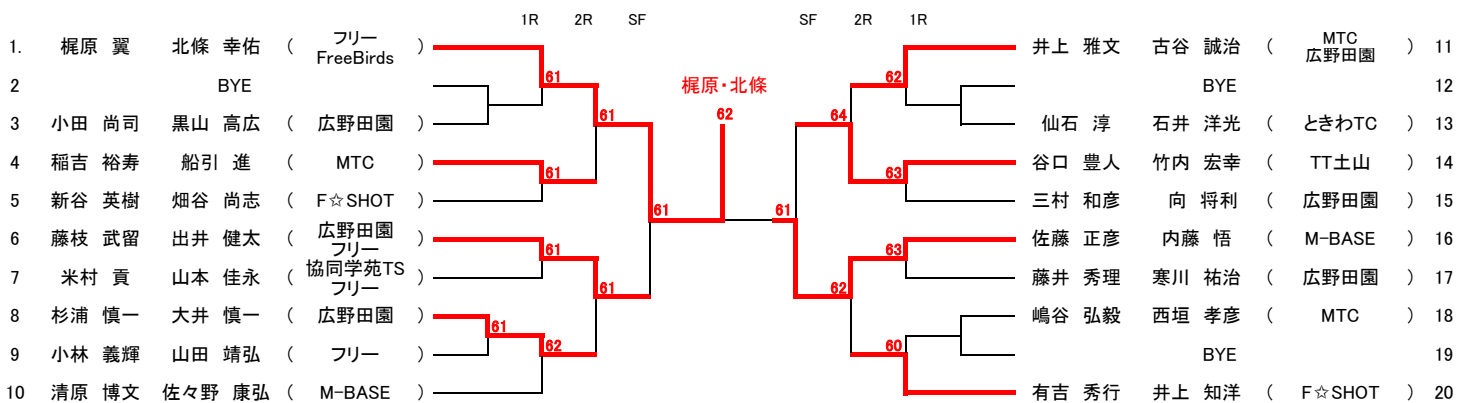 1R 2R SF SF 2R 1R
1. 梶原 翼 北條 幸佑 ( フリー FreeBirds ) 井上 雅文 古谷 誠治 ( MTC 広野田園 ) 11
61 62
2 BYE 梶原・北條 BYE 12
61 62 64
3 小田 尚司 黒山 高広 ( 広野田園 ) 仙石 淳 石井 洋光 ( ときわTC ) 13
4 稲吉 裕寿 船引 進 ( MTC ) 谷口 豊人 竹内 宏幸 ( TT土山 ) 14
61 63
5 新谷 英樹 畑谷 尚志 ( F☆SHOT ) 三村 和彦 向 将利 ( 広野田園 ) 15
61 61
6 藤枝 武留 出井 健太 ( 広野田園 フリー ) 佐藤 正彦 内藤 悟 ( M-BASE ) 16
61 63
7 米村 貢 山本 佳永 ( 協同学苑TS フリー ) 藤井 秀理 寒川 祐治 ( 広野田園 ) 17
61 62
8 杉浦 慎一 大井 慎一 ( 広野田園 ) 嶋谷 弘毅 西垣 孝彦 ( MTC ) 18
61
9 小林 義輝 山田 靖弘 ( フリー ) BYE 19
62 60
10 清原 博文 佐々野 康弘 ( M-BASE ) 有吉 秀行 井上 知洋 ( F☆SHOT ) 20